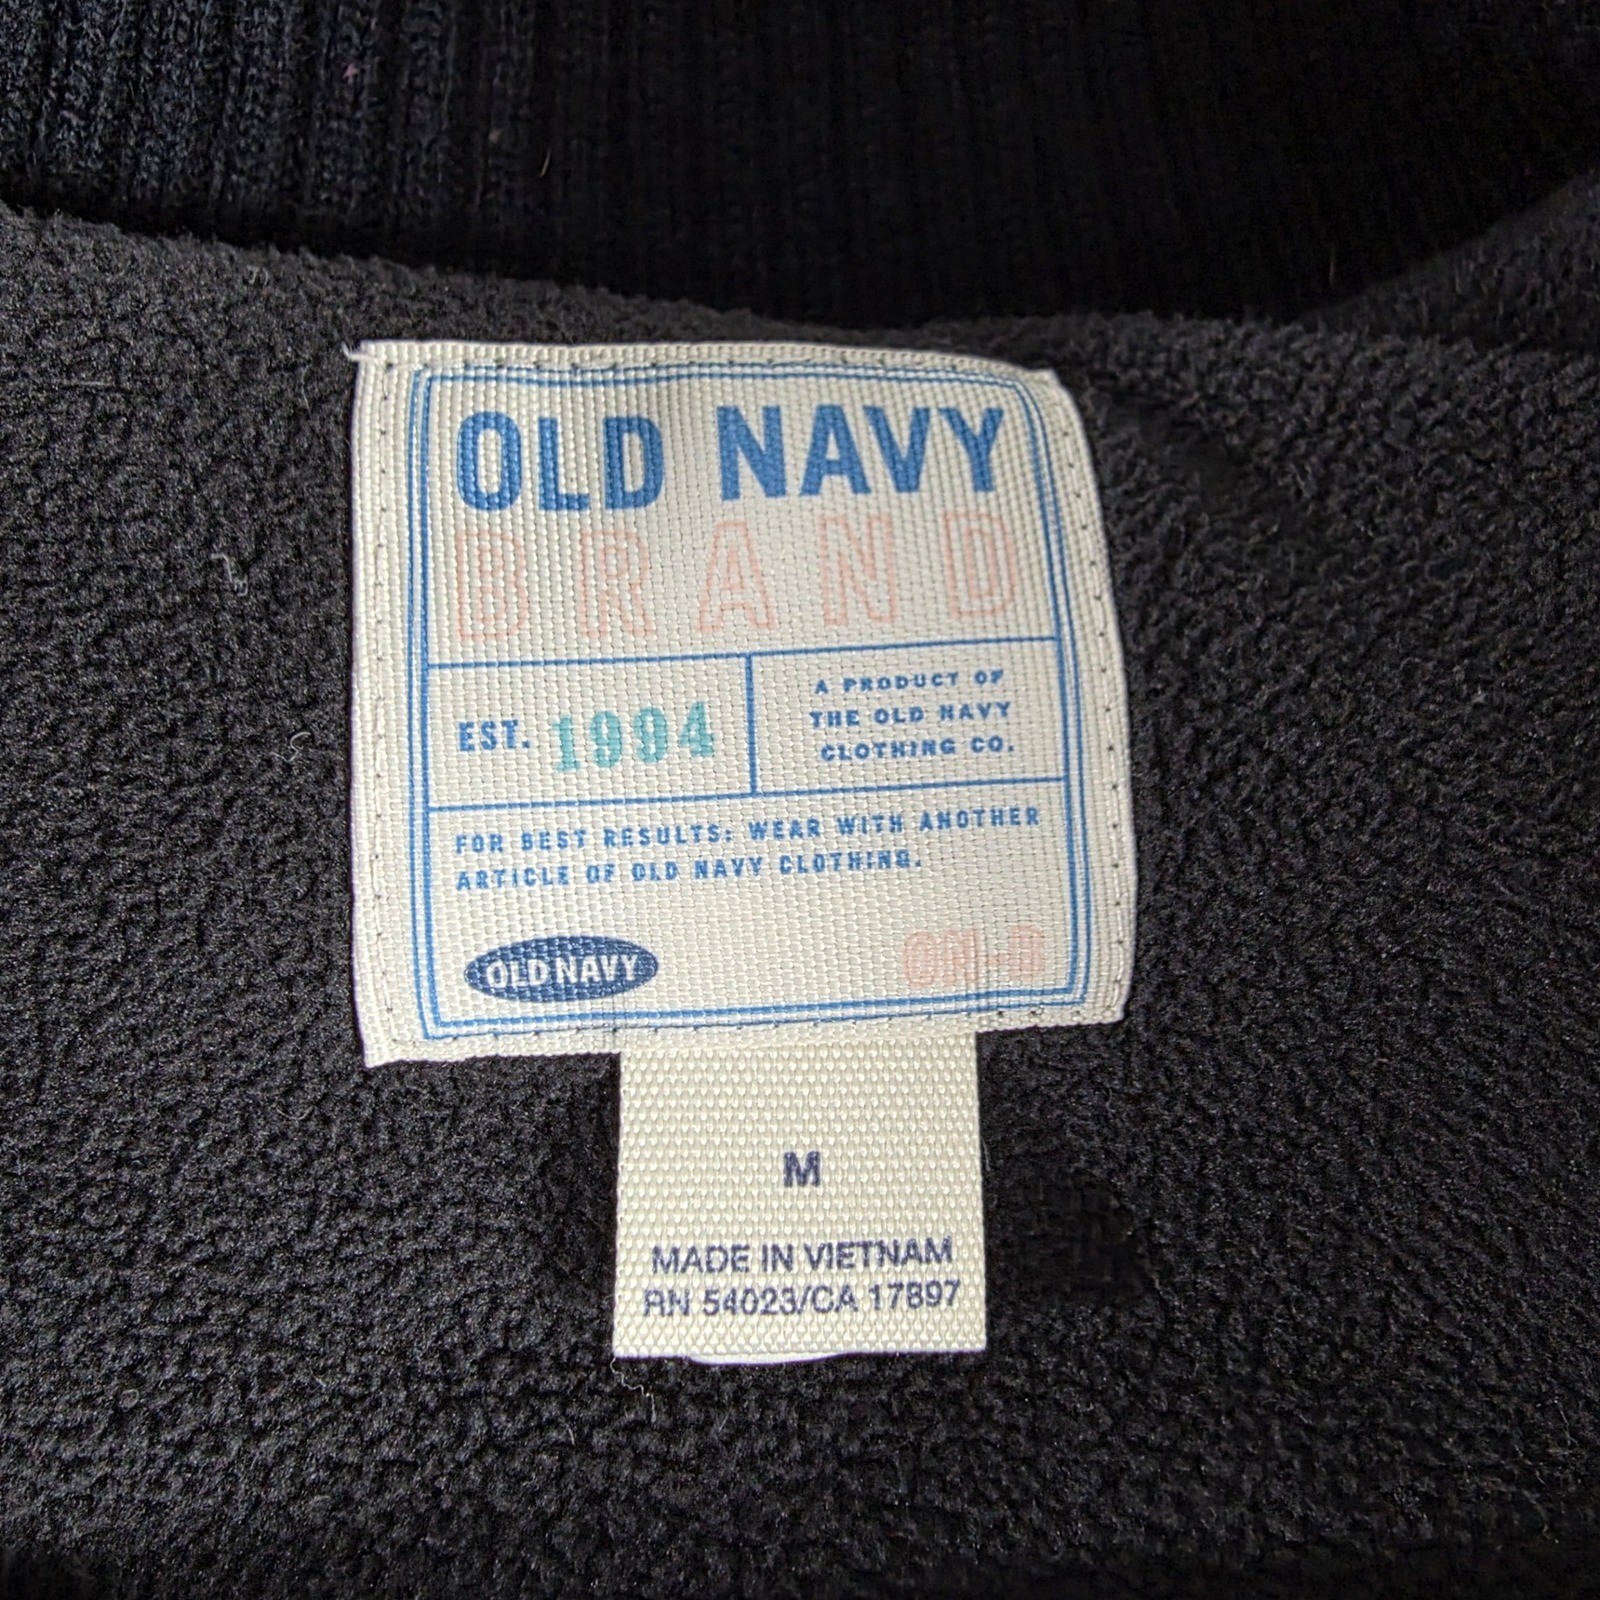 OLD NAVY
BRAND
EST. 1994
A PRODUCT OF
THE OLD NAVY
CLOTHING CO.
FOR BEST RESULTS: WEAR WITH ANOTHER
ARTICLE OF OLD NAVY CLOTHING.
OLD NAVY
M
MADE IN VIETNAM
RN 54023/CA 17897